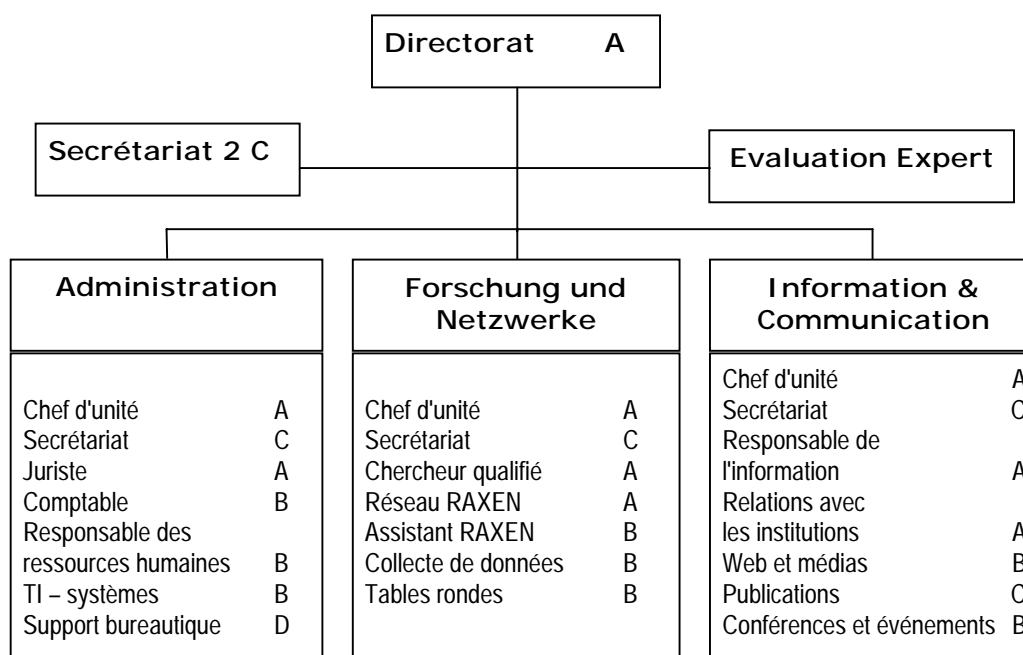 Directorat A
Secrétariat 2 C
Evaluation Expert
Administration
Chef d'unité A
Secrétariat C
Juriste A
Comptable B
Responsable des
ressources humaines B
TI – systèmes B
Support bureautique D
Forschung und
Netzwerke
Chef d'unité A
Secrétariat C
Chercheur qualifié A
Réseau RAXEN A
Assistant RAXEN B
Collecte de données B
Tables rondes B
Information &
Communication
Chef d'unité A
Secrétariat C
Responsable de
l'information A
Relations avec
les institutions A
Web et médias B
Publications C
Conférences et événements B